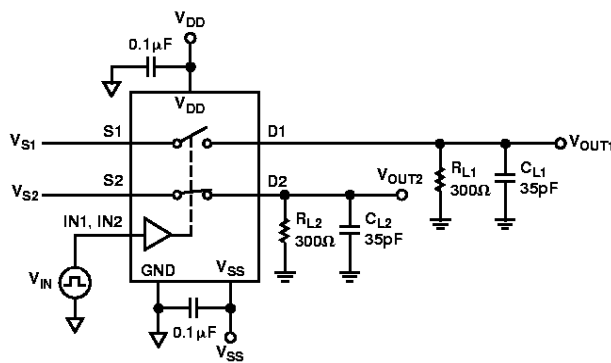 VDD
0.1µF
VDD
VS1
S1
D1
VOUT1
VS2
S2
D2
VOUT2
RL1
300Ω
CL1
35pF
IN1, IN2
RL2
300Ω
CL2
35pF
VIN
GND
VSS
0.1µF
VSS